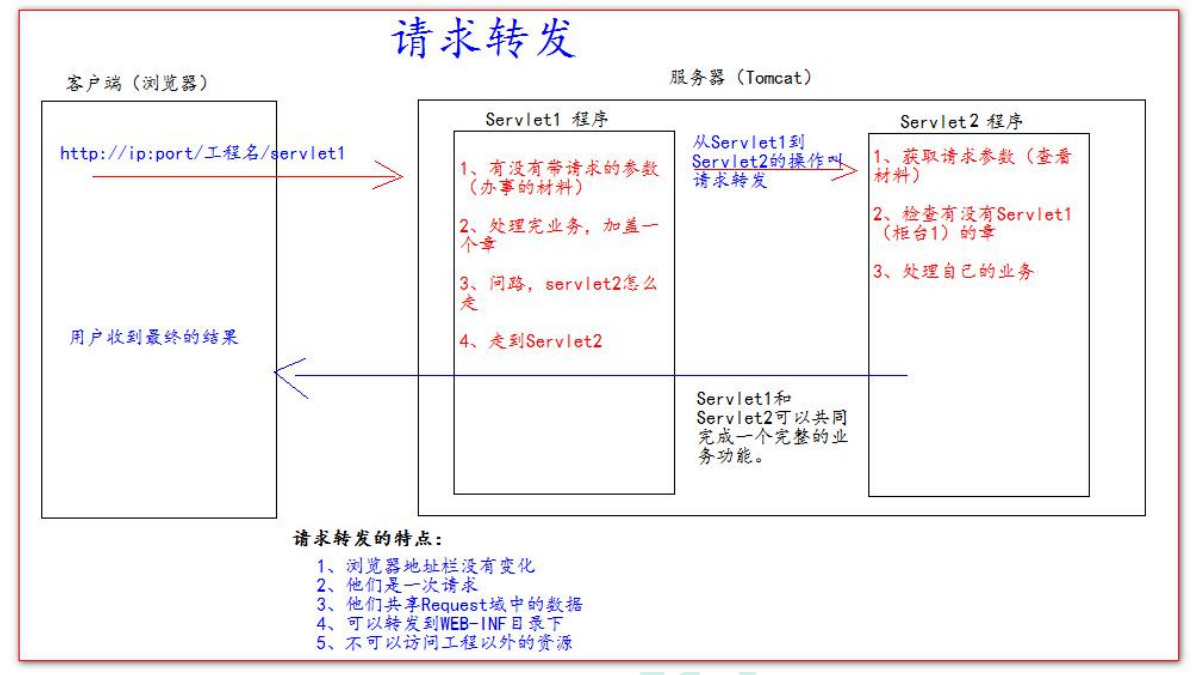 请求转发
客户端（浏览器）
服务器（Tomcat）
http://ip:port/工程名/servlet1
用户收到最终的结果
Servlet1 程序
1、有没有带请求的参数
（办事的材料）
2、处理完业务，加盖一
个章
3、问路，servlet2怎么
走
4、走到Servlet2
从Servlet1到
Servlet2的操作叫
请求转发
Servlet2 程序
1、获取请求参数（查看
材料）
2、检查有没有Servlet1
（柜台1）的章
3、处理自己的业务
Servlet1和
Servlet2可以共同
完成一个完整的业
务功能。
请求转发的特点：
1、浏览器地址栏没有变化
2、他们是一次请求
3、他们共享Request域中的数据
4、可以转发到WEB-INF目录下
5、不可以访问工程以外的资源